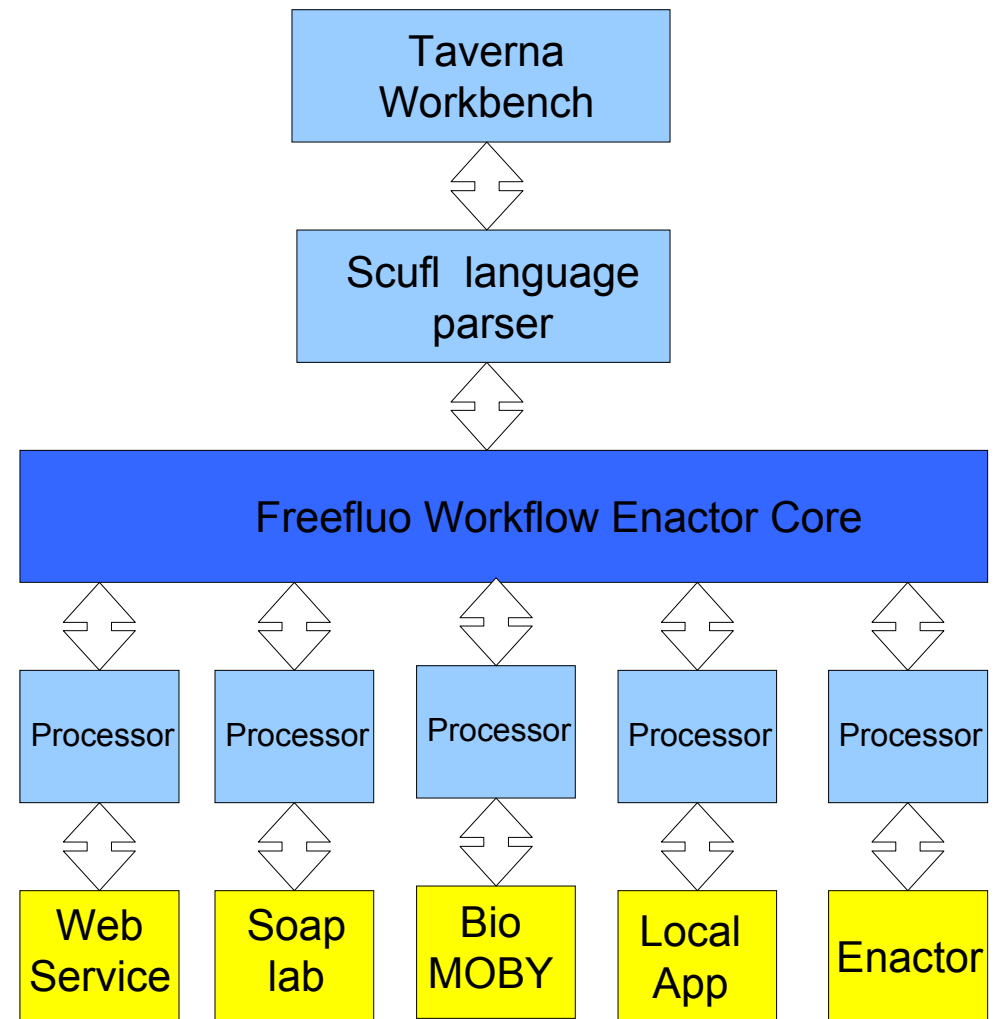 Taverna
Workbench
Scufl language
parser
Freefluo Workflow Enactor Core
Processor
Processor
Processor
Processor
Processor
Web
Service
Soap
lab
Bio
MOBY
Local
App
Enactor